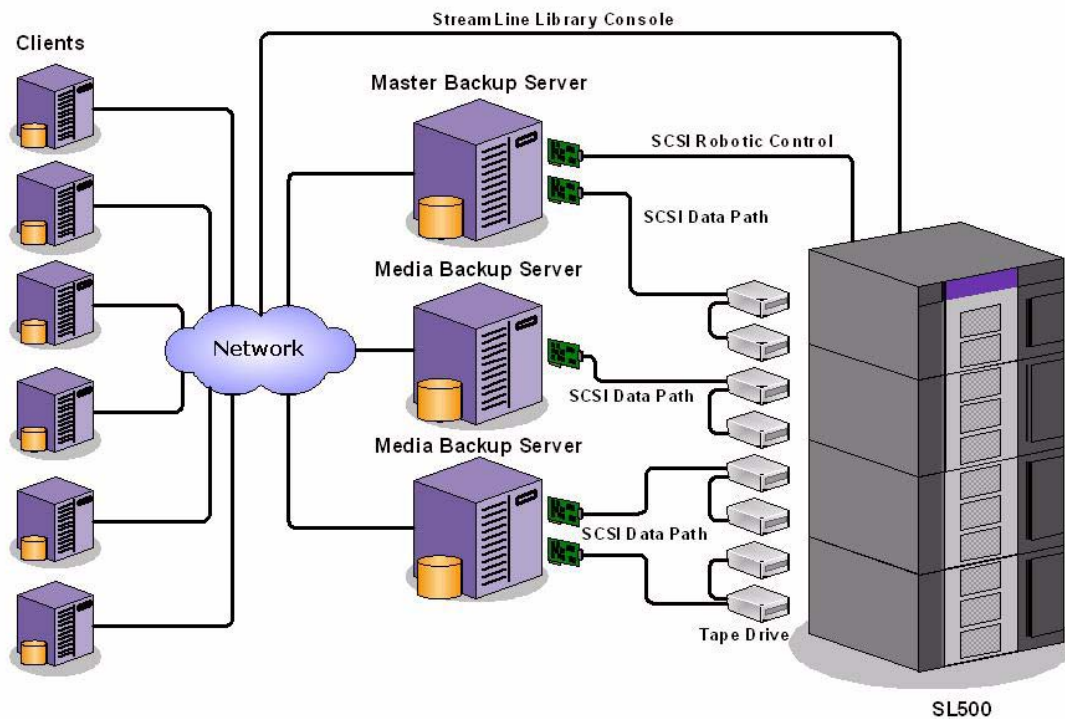 StreamLine Library Console
Clients
Master Backup Server
SCSI Robotic Control
SCSI Data Path
Media Backup Server
Network
SCSI Data Path
Media Backup Server
SCSI Data Path
Tape Drive
SL500